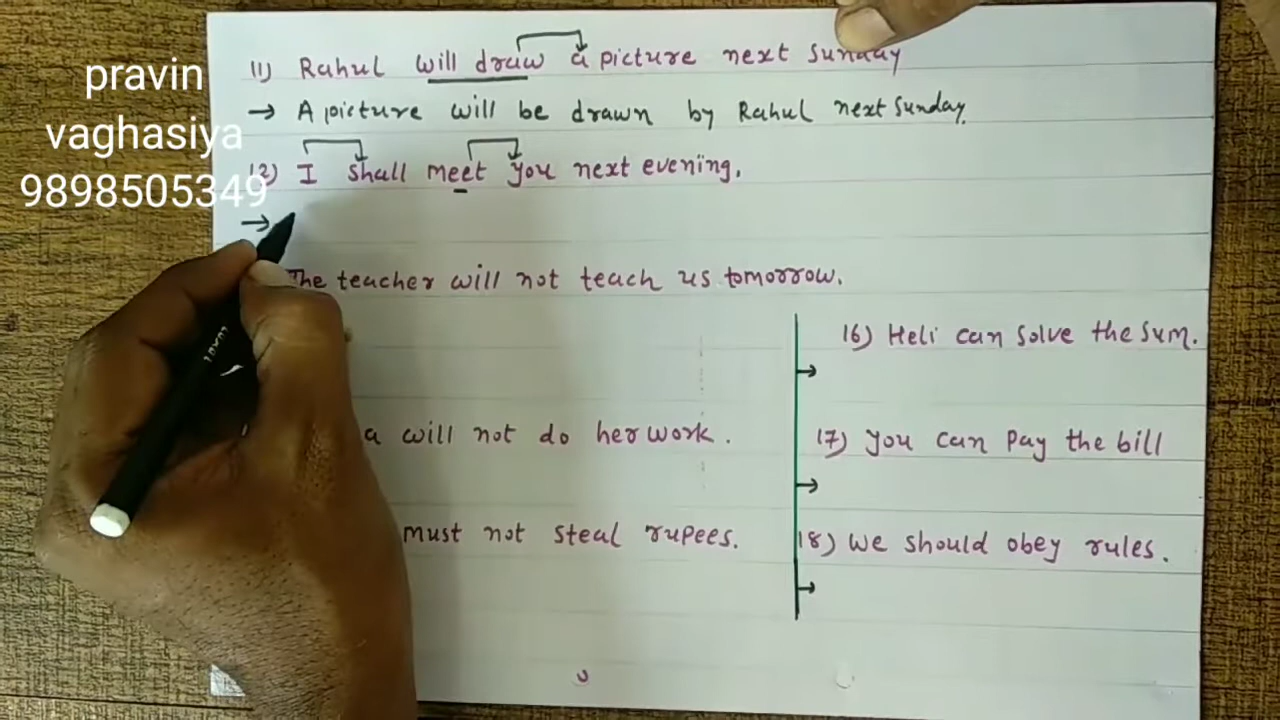 pravin
vaghasiya
9898505349
11) Rahul will draw a picture next Sunday
→ A picture will be drawn by Rahul next Sunday.
12) I shall meet you next evening.
→
The teacher will not teach us tomorrow.
a will not do her work.
must not steal rupees.
16) Heli can solve the sum.
→
17) you can pay the bill
→
18) we should obey rules.
→